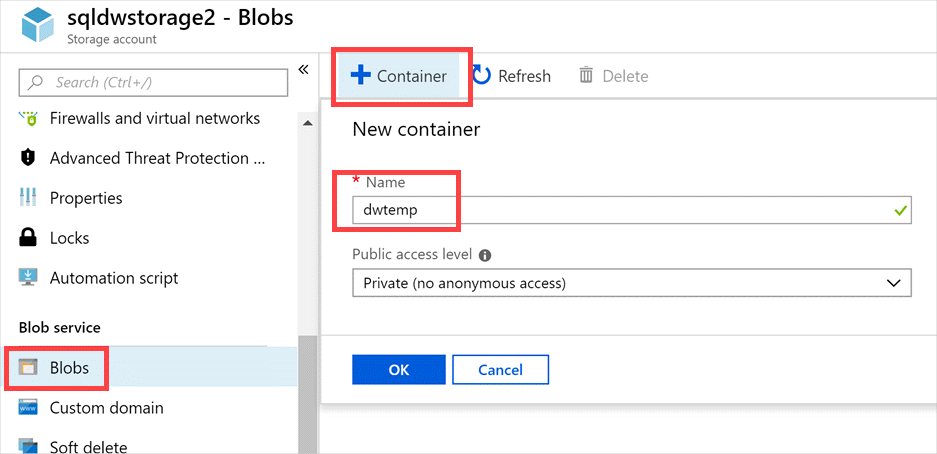 sqldwstorage2 - Blobs
Storage account
Search (Ctrl+/)
«
Firewalls and virtual networks
Advanced Threat Protection ...
Properties
Locks
Automation script
Blob service
Blobs
Custom domain
Soft delete
+ Container
Refresh
Delete
New container
* Name
dwtemp
Public access level
Private (no anonymous access)
OK
Cancel